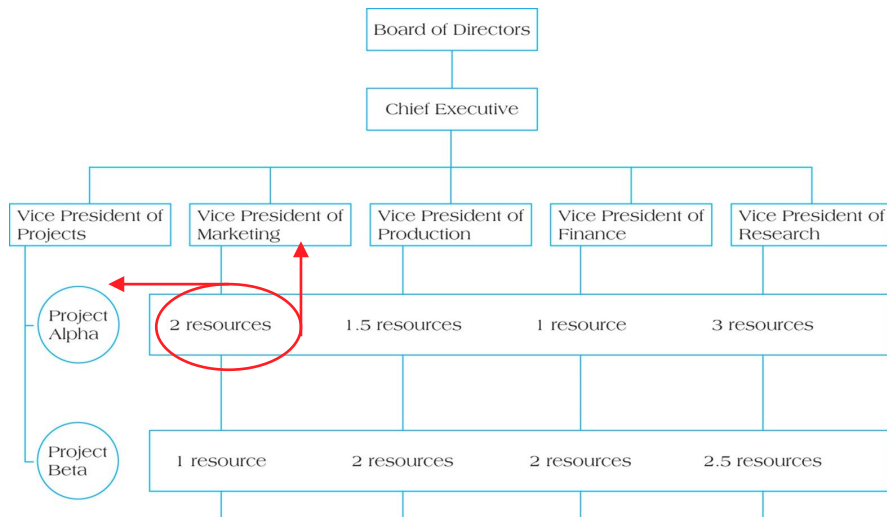 Board of Directors
Chief Executive
Vice President of
Projects
Vice President of
Marketing
Vice President of
Production
Vice President of
Finance
Vice President of
Research
Project
Alpha
2 resources
1.5 resources
1 resource
3 resources
Project
Beta
1 resource
2 resources
2 resources
2.5 resources